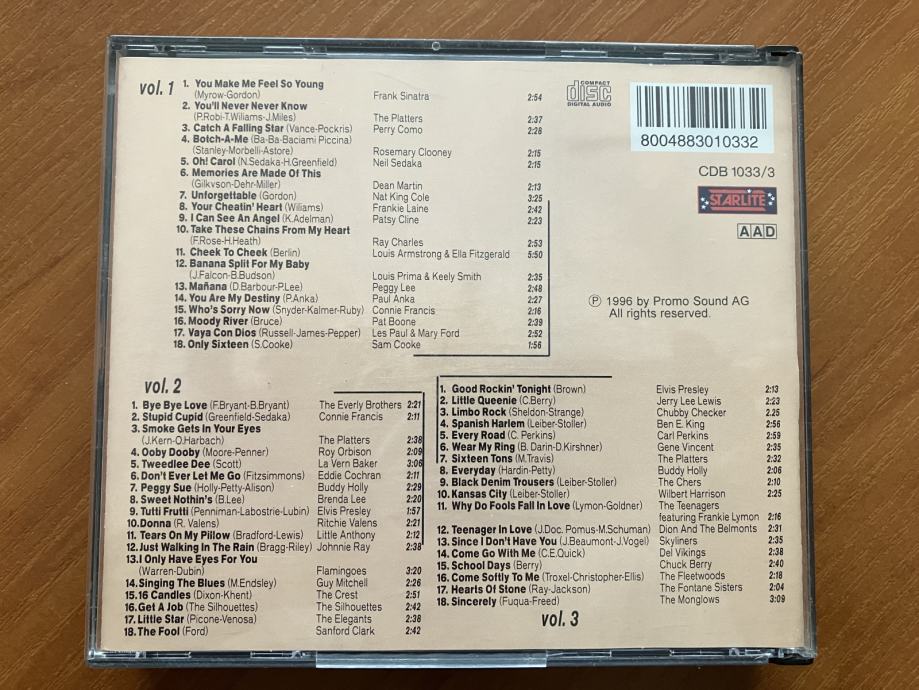 vol. 1
1. You Make Me Feel So Young
(Myrow-Gordon) Frank Sinatra 2:54
2. You'll Never Never Know
(P.Robi-T.Wiliams-J.Miles) The Platters 2:37
3. Catch A Falling Star (Vance-Pockris) Perry Como 2:28
4. Botch-A-Me (Ba-Ba-Baciami Piccina)
(Stanley-Morbelli-Astore) Rosemary Clooney 2:15
5. Oh! Carol (N.Sedaka-H.Greenfield) Neil Sedaka 2:15
6. Memories Are Made Of This
(Gilkvson-Dehr-Miller) Dean Martin 2:13
7. Unforgettable (Gordon) Nat King Cole 3:25
8. Your Cheatin' Heart (Wiliams) Frankie Laine 2:42
9. I Can See An Angel (K.Adelman) Patsy Cline 2:23
10. Take These Chains From My Heart
(F.Rose-H.Heath) Ray Charles 2:53
11. Cheek To Cheek (Berlin) Louis Armstrong & Ella Fitzgerald 5:50
12. Banana Split For My Baby
(J.Falcon-B.Budson) Louis Prima & Keely Smith 2:35
13. Mañana (D.Barbour-P.Lee) Peggy Lee 2:48
14. You Are My Destiny (P.Anka) Paul Anka 2:27
15. Who's Sorry Now (Snyder-Kalmer-Ruby) Connie Francis 2:16
16. Moody River (Bruce) Pat Boone 2:39
17. Vaya Con Dios (Russell-James-Pepper) Les Paul & Mary Ford 2:52
18. Only Sixteen (S.Cooke) Sam Cooke 1:56
COMPACT
disc
DIGITAL AUDIO
8004883010332
CDB 1033/3
STARLITE
AAD
℗ 1996 by Promo Sound AG
All rights reserved.
vol. 2
1. Bye Bye Love (F.Bryant-B.Bryant) The Everly Brothers 2:21
2. Stupid Cupid (Greenfield-Sedaka) Connie Francis 2:11
3. Smoke Gets In Your Eyes
(J.Kern-O.Harbach) The Platters 2:38
4. Ooby Dooby (Moore-Penner) Roy Orbison 2:09
5. Tweedlee Dee (Scott) La Vern Baker 3:06
6. Don't Ever Let Me Go (Fitzsimmons) Eddie Cochran 2:11
7. Peggy Sue (Holly-Petty-Alison) Buddy Holly 2:29
8. Sweet Nothin's (B.Lee) Brenda Lee 2:20
9. Tutti Frutti (Penniman-Labostrie-Lubin) Elvis Presley 1:57
10. Donna (R. Valens) Ritchie Valens 2:21
11. Tears On My Pillow (Bradford-Lewis) Little Anthony 2:12
12. Just Walking In The Rain (Bragg-Riley) Johnnie Ray 2:38
13. I Only Have Eyes For You
(Warren-Dubin) Flamingoes 3:20
14. Singing The Blues (M.Endsley) Guy Mitchell 2:26
15. 16 Candles (Dixon-Khent) The Crest 2:51
16. Get A Job (The Silhouettes) The Silhouettes 2:42
17. Little Star (Picone-Venosa) The Elegants 2:38
18. The Fool (Ford) Sanford Clark 2:42
1. Good Rockin' Tonight (Brown) Elvis Presley 2:13
2. Little Queenie (C.Berry) Jerry Lee Lewis 2:23
3. Limbo Rock (Sheldon-Strange) Chubby Checker 2.25
4. Spanish Harlem (Leiber-Stoller) Ben E. King 2:56
5. Every Road (C. Perkins) Carl Perkins 2:59
6. Wear My Ring (B. Darin-D.Kirshner) Gene Vincent 2:35
7. Sixteen Tons (M.Travis) The Platters 2:32
8. Everyday (Hardin-Petty) Buddy Holly 2:06
9. Black Denim Trousers (Leiber-Stoller) The Chers 2:10
10. Kansas City (Leiber-Stoller) Wilbert Harrison 2:25
11. Why Do Fools Fall In Love (Lymon-Goldner) The Teenagers
featuring Frankie Lymon 2:16
12. Teenager In Love (J.Doc. Pomus-M.Schuman) Dion And The Belmonts 2:31
13. Since I Don't Have You (J.Beaumont-J.Vogel) Skyliners 2:35
14. Come Go With Me (C.E.Quick) Del Vikings 2:38
15. School Days (Berry) Chuck Berry 2:40
16. Come Softly To Me (Troxel-Christopher-Ellis) The Fleetwoods 2:18
17. Hearts Of Stone (Ray-Jackson) The Fontane Sisters 2:04
18. Sincerely (Fuqua-Freed) The Monglows 3:09
vol. 3